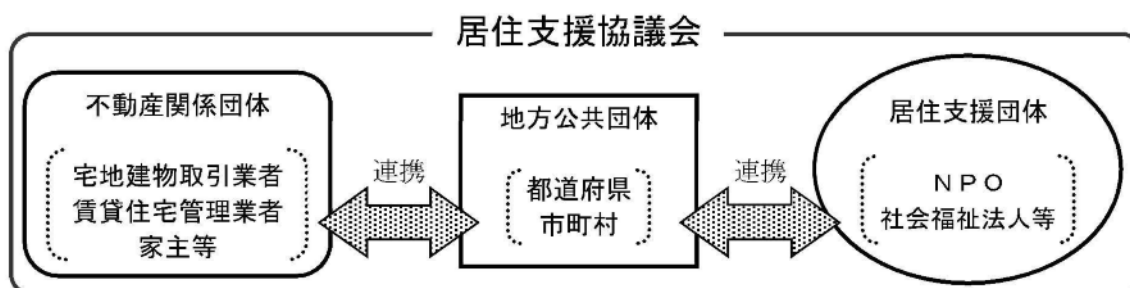 居住支援協議会
不動産関係団体
宅地建物取引業者
賃貸住宅管理業者
家主等
連携
地方公共団体
都道府県
市町村
連携
居住支援団体
ＮＰＯ
社会福祉法人等